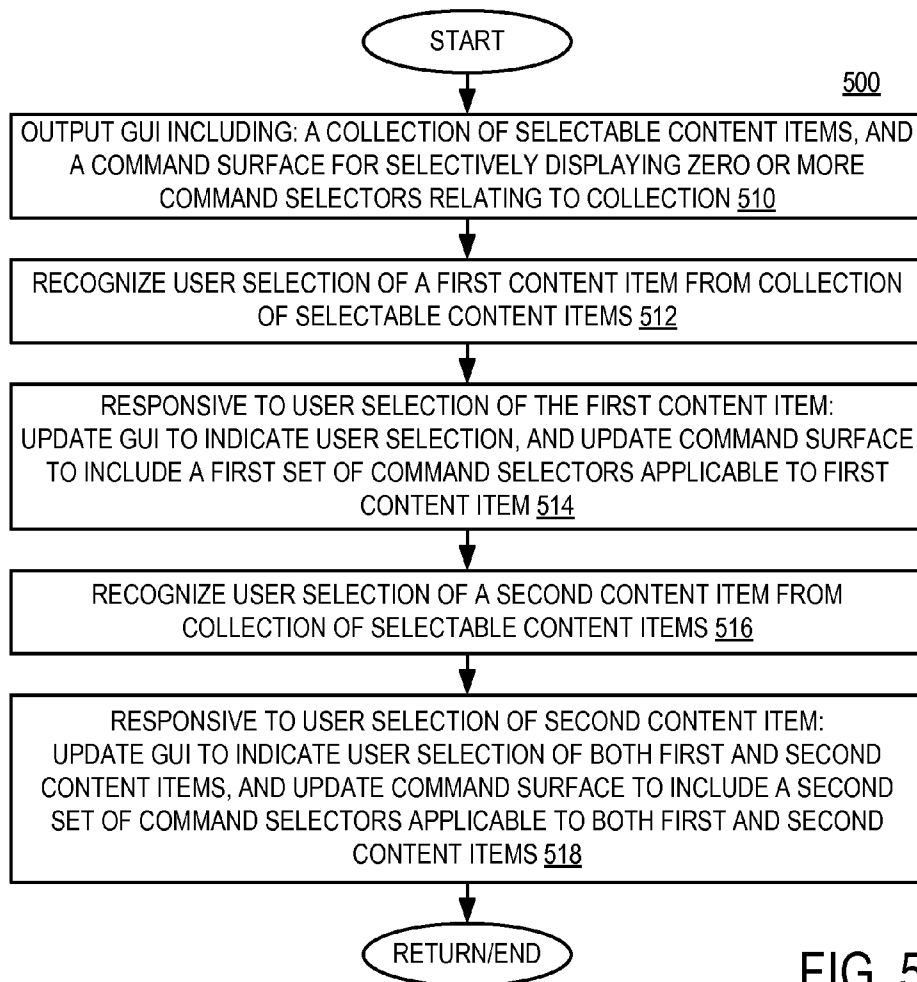 START
500
OUTPUT GUI INCLUDING: A COLLECTION OF SELECTABLE CONTENT ITEMS, AND
A COMMAND SURFACE FOR SELECTIVELY DISPLAYING ZERO OR MORE
COMMAND SELECTORS RELATING TO COLLECTION 510
RECOGNIZE USER SELECTION OF A FIRST CONTENT ITEM FROM COLLECTION
OF SELECTABLE CONTENT ITEMS 512
RESPONSIVE TO USER SELECTION OF THE FIRST CONTENT ITEM:
UPDATE GUI TO INDICATE USER SELECTION, AND UPDATE COMMAND SURFACE
TO INCLUDE A FIRST SET OF COMMAND SELECTORS APPLICABLE TO FIRST
CONTENT ITEM 514
RECOGNIZE USER SELECTION OF A SECOND CONTENT ITEM FROM
COLLECTION OF SELECTABLE CONTENT ITEMS 516
RESPONSIVE TO USER SELECTION OF SECOND CONTENT ITEM:
UPDATE GUI TO INDICATE USER SELECTION OF BOTH FIRST AND SECOND
CONTENT ITEMS, AND UPDATE COMMAND SURFACE TO INCLUDE A SECOND
SET OF COMMAND SELECTORS APPLICABLE TO BOTH FIRST AND SECOND
CONTENT ITEMS 518
RETURN/END
FIG. 5